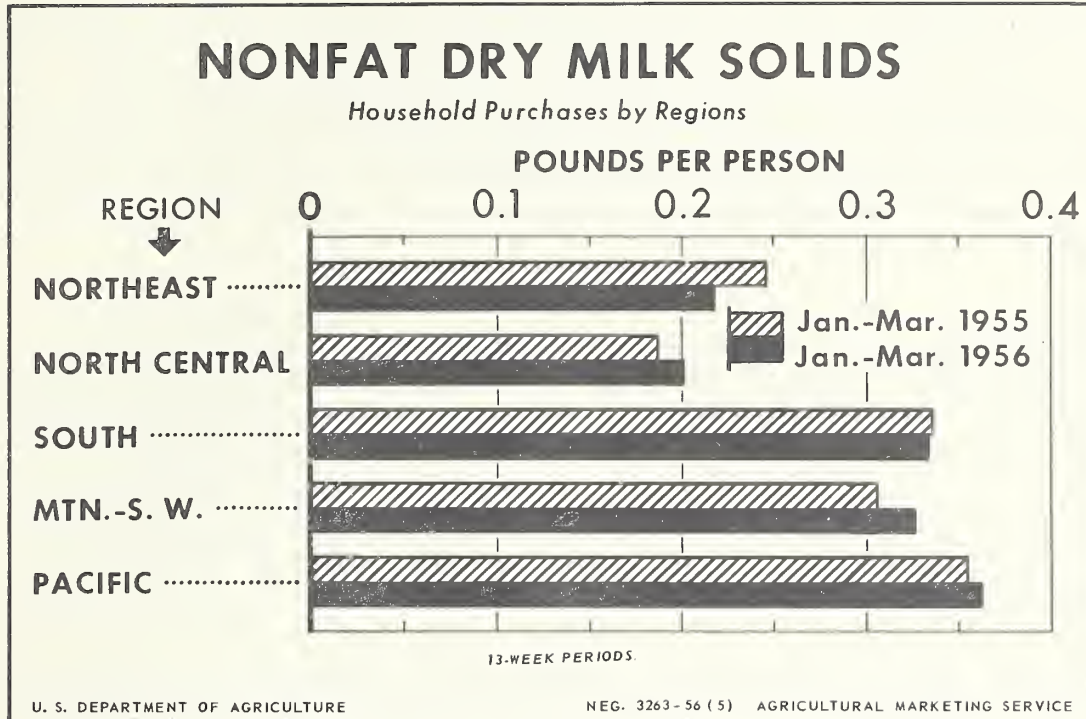 NONFAT DRY MILK SOLIDS
Household Purchases by Regions
POUNDS PER PERSON
REGION 0 0.1 0.2 0.3 0.4
NORTHEAST
Jan.-Mar. 1955
Jan.-Mar. 1956
NORTH CENTRAL
SOUTH
MTN.-S. W.
PACIFIC
13-WEEK PERIODS.
U. S. DEPARTMENT OF AGRICULTURE NEG. 3263-56 (5) AGRICULTURAL MARKETING SERVICE